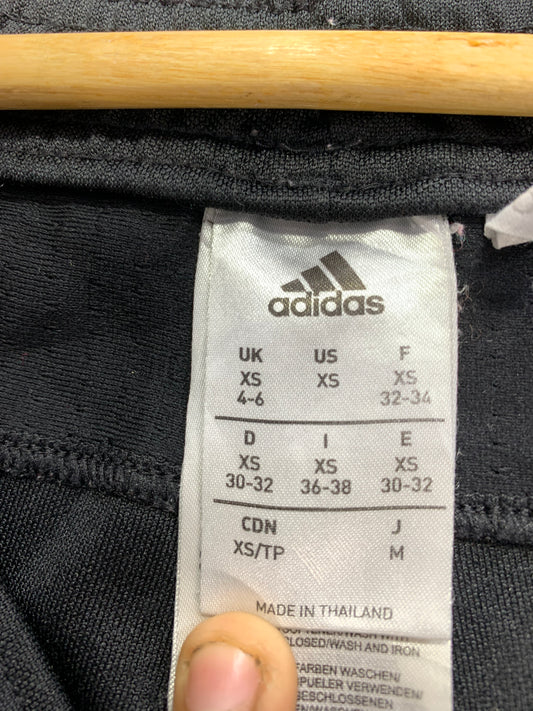 adidas
UK US F
XS XS XS
4-6 32-34
D I E
XS XS XS
30-32 36-38 30-32
CDN J
XS/TP M
MADE IN THAILAND
CLOSED/WASH AND IRON
FARBEN WASCHEN/
VERWENDEN/